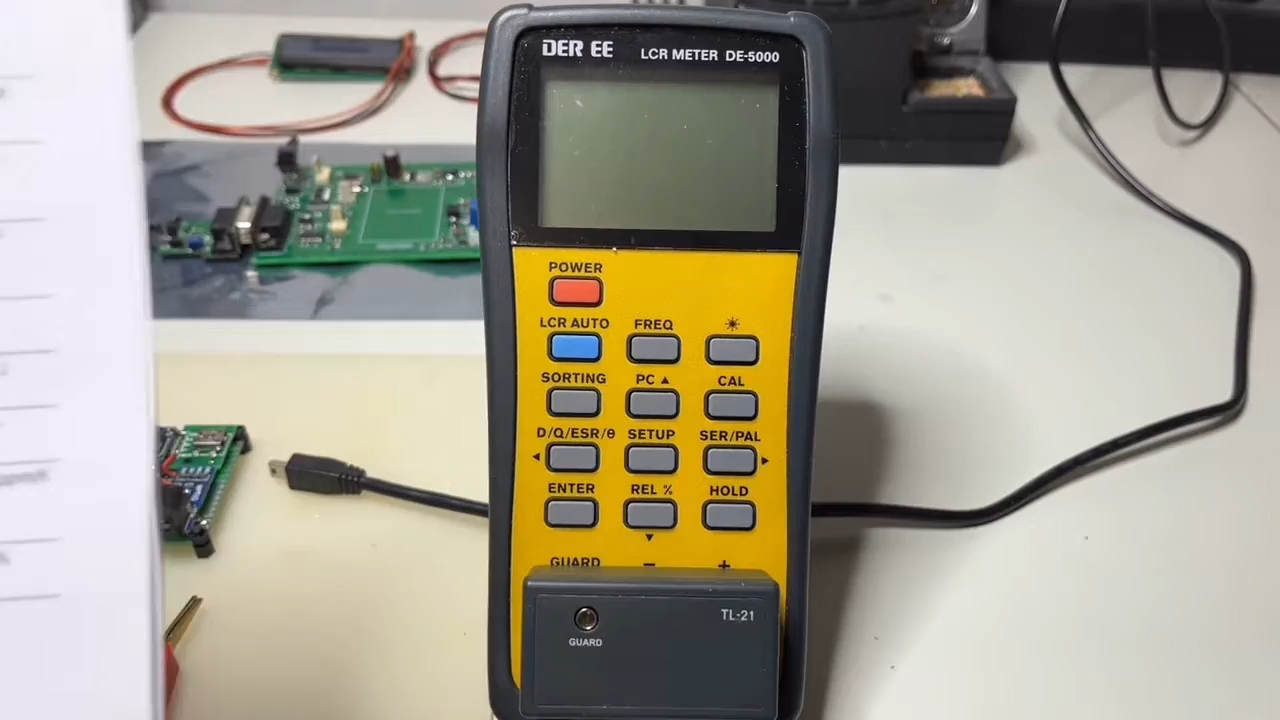 DER EE LCR METER DE-5000
POWER
LCR AUTO FREQ
SORTING PC ▲ CAL
D/Q/ESR/θ SETUP SER/PAL
ENTER REL % HOLD
GUARD − +
TL-21
GUARD